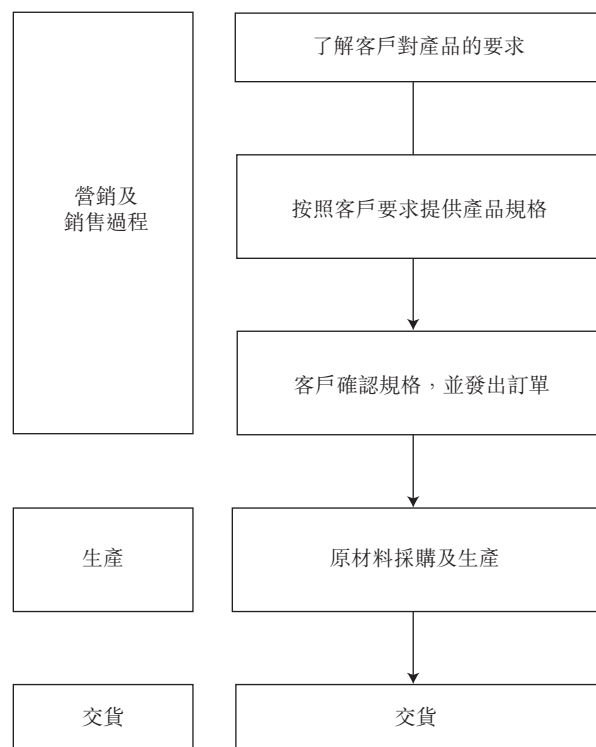 了解客戶對產品的要求
營銷及
銷售過程
按照客戶要求提供產品規格
客戶確認規格，並發出訂單
生產
原材料採購及生產
交貨
交貨